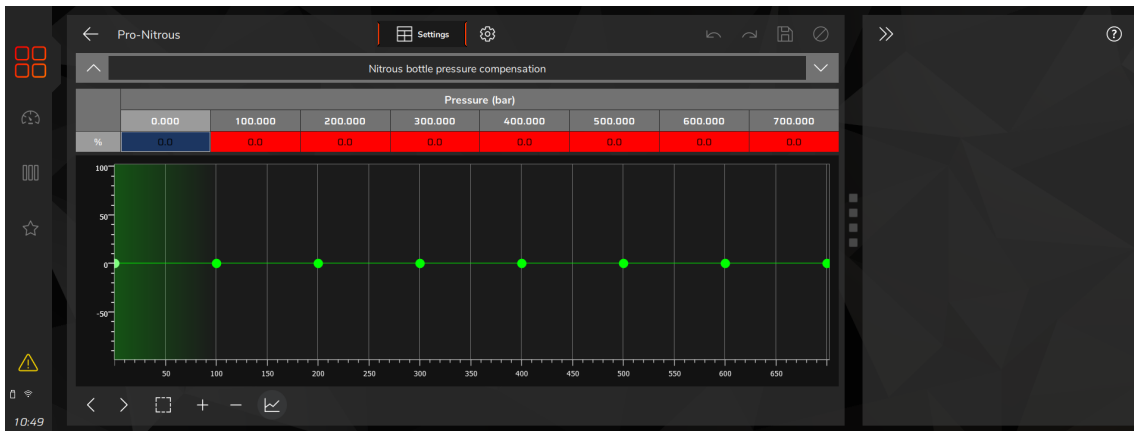 Pro-Nitrous
Settings
Nitrous bottle pressure compensation
Pressure (bar)
0.000 100.000 200.000 300.000 400.000 500.000 600.000 700.000
% 0.0 0.0 0.0 0.0 0.0 0.0 0.0 0.0
100
50
0
-50
50 100 150 200 250 300 350 400 450 500 550 600 650
10:49